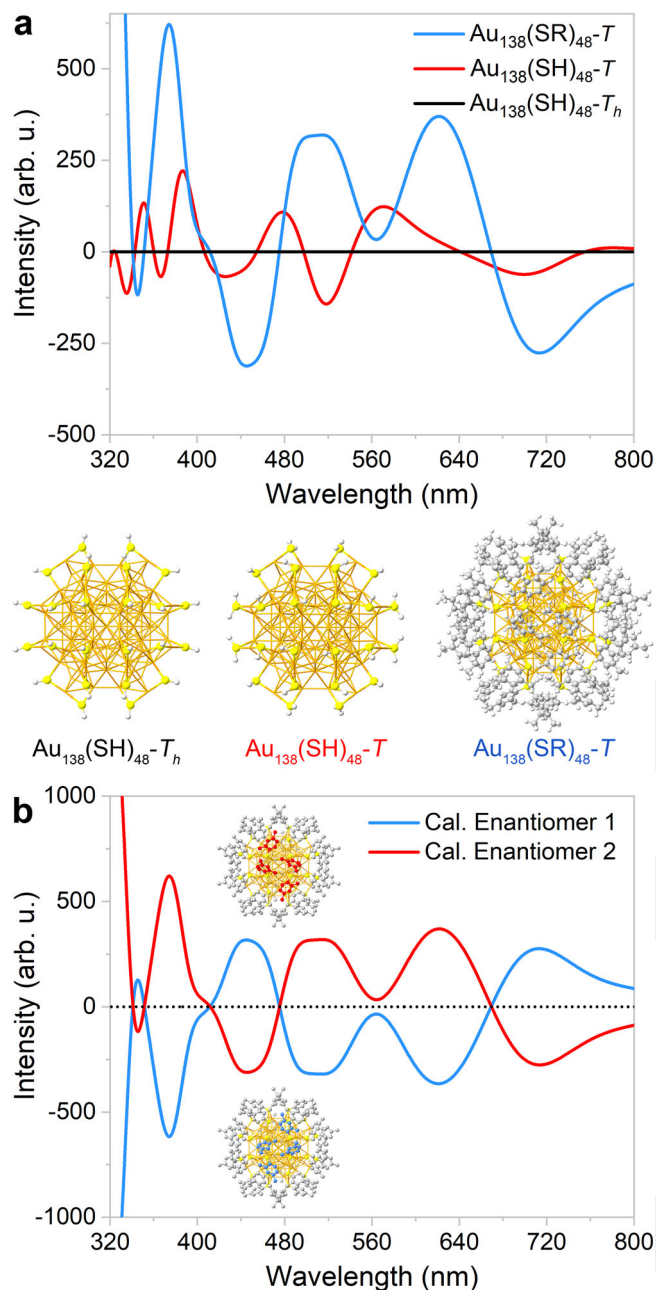 a
Au138(SR)48-T
Au138(SH)48-T
Au138(SH)48-Th
500
250
0
-250
-500
Intensity (arb. u.)
320 400 480 560 640 720 800
Wavelength (nm)
Au138(SH)48-Th
Au138(SH)48-T
Au138(SR)48-T
b
1000
500
0
-500
-1000
Intensity (arb. u.)
Cal. Enantiomer 1
Cal. Enantiomer 2
320 400 480 560 640 720 800
Wavelength (nm)